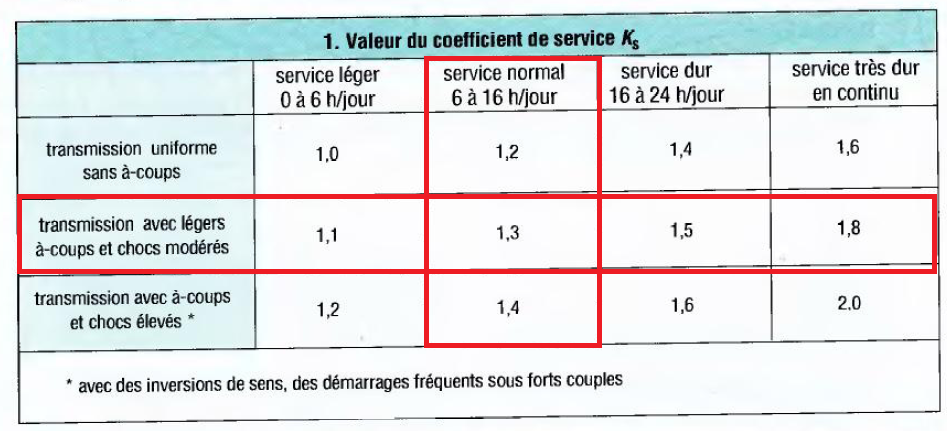 1. Valeur du coefficient de service Ks
service léger
0 à 6 h/jour
service normal
6 à 16 h/jour
service dur
16 à 24 h/jour
service très dur
en continu
transmission uniforme
sans à-coups
1,0
1,2
1,4
1,6
transmission avec légers
à-coups et chocs modérés
1,1
1,3
1,5
1,8
transmission avec à-coups
et chocs élevés *
1,2
1,4
1,6
2,0
* avec des inversions de sens, des démarrages fréquents sous forts couples